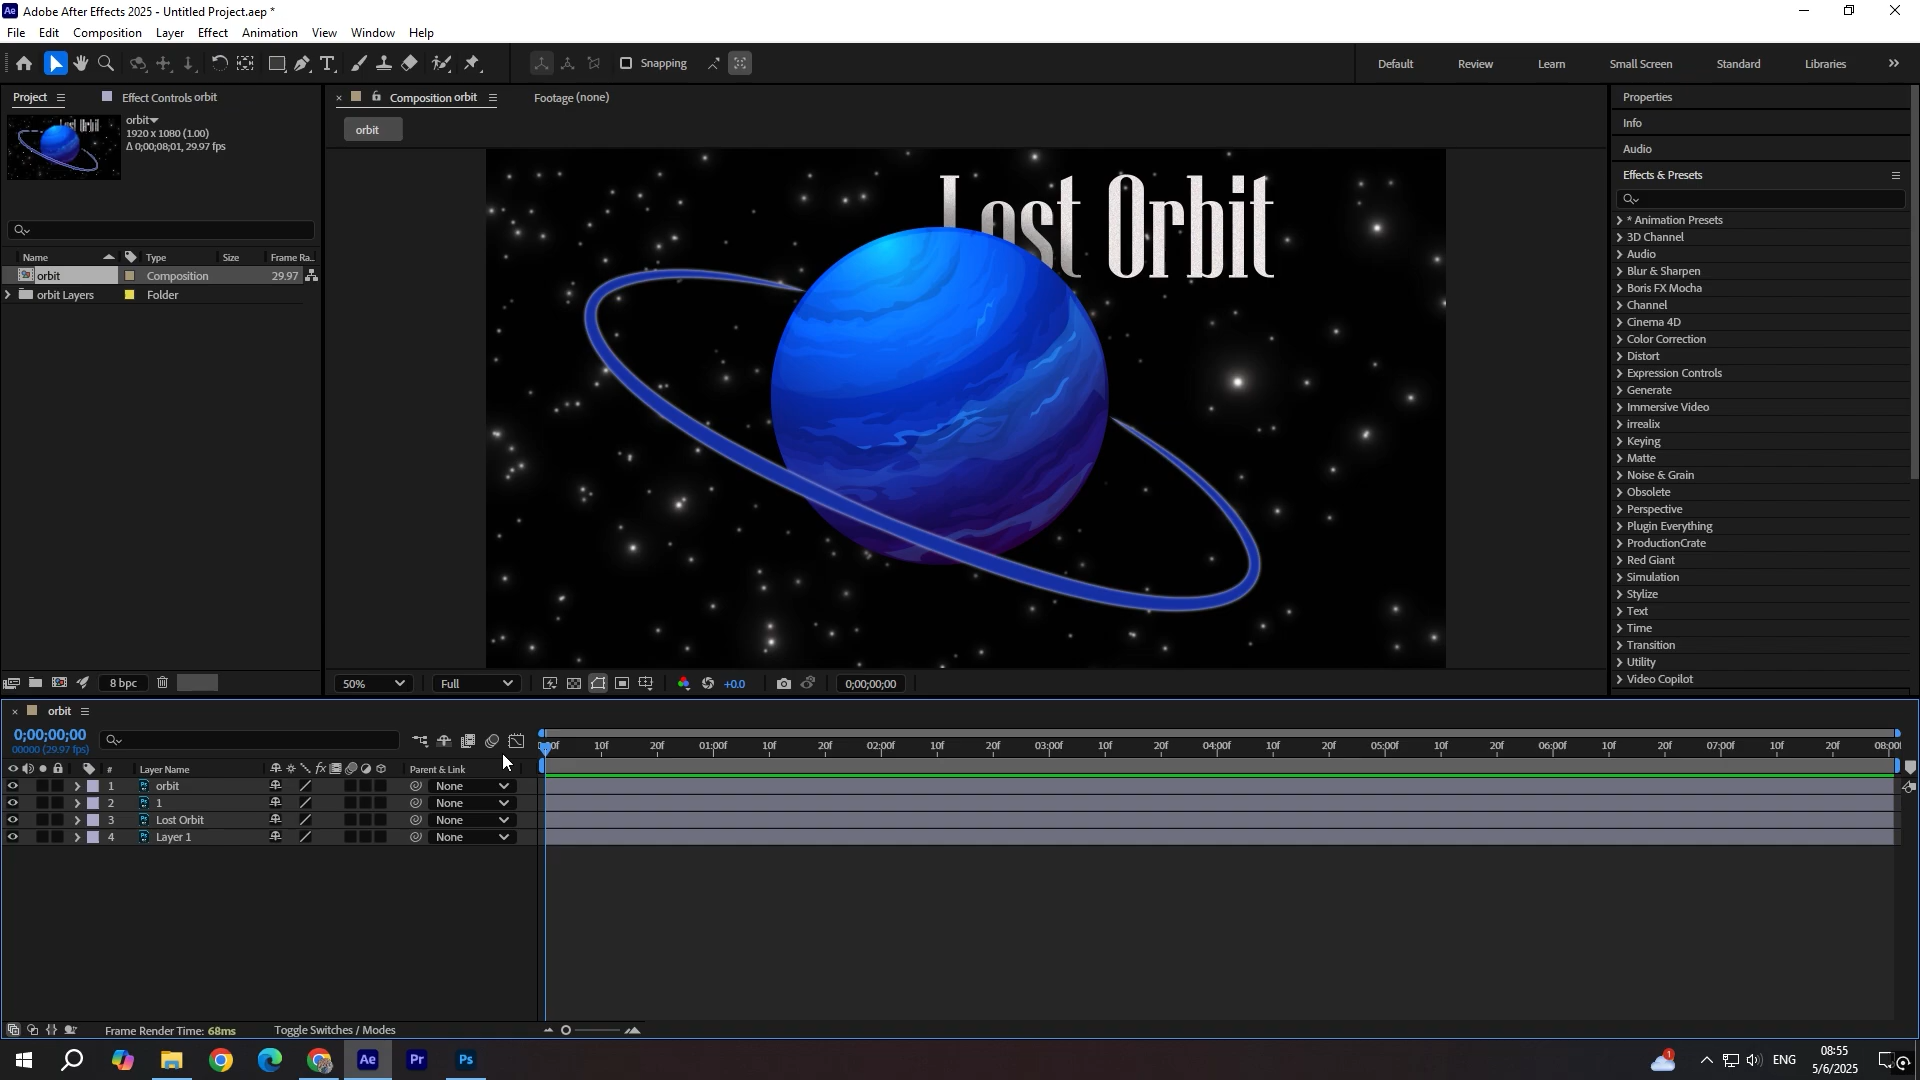 Adobe After Effects 2025 - Untitled Project.aep *
File Edit Composition Layer Effect Animation View Window Help
Snapping
Default Review Learn Small Screen Standard Libraries
Project
Effect Controls orbit
Composition orbit
Footage (none)
orbit
1920 x 1080 (1.00)
Δ 0;00;08;01, 29.97 fps
Name Type Size Frame Ra..
orbit Composition 29.97
orbit Layers Folder
8 bpc
orbit
Lost Orbit
50% Full +0.0 0;00;00;00
Properties
Info
Audio
Effects & Presets
* Animation Presets
3D Channel
Audio
Blur & Sharpen
Boris FX Mocha
Channel
Cinema 4D
Color Correction
Distort
Expression Controls
Generate
Immersive Video
irrealix
Keying
Matte
Noise & Grain
Obsolete
Perspective
Plugin Everything
ProductionCrate
Red Giant
Simulation
Stylize
Text
Time
Transition
Utility
Video Copilot
orbit
0;00;00;00
00000 (29.97 fps)
10f 20f 01:00f 10f 20f 02:00f 10f 20f 03:00f 10f 20f 04:00f 10f 20f 05:00f 10f 20f 06:00f 10f 20f 07:00f 10f 20f 08:00f
# Layer Name fx Parent & Link
1 orbit None
2 1 None
3 Lost Orbit None
4 Layer 1 None
Frame Render Time: 68ms Toggle Switches / Modes
ENG
08:55
5/6/2025